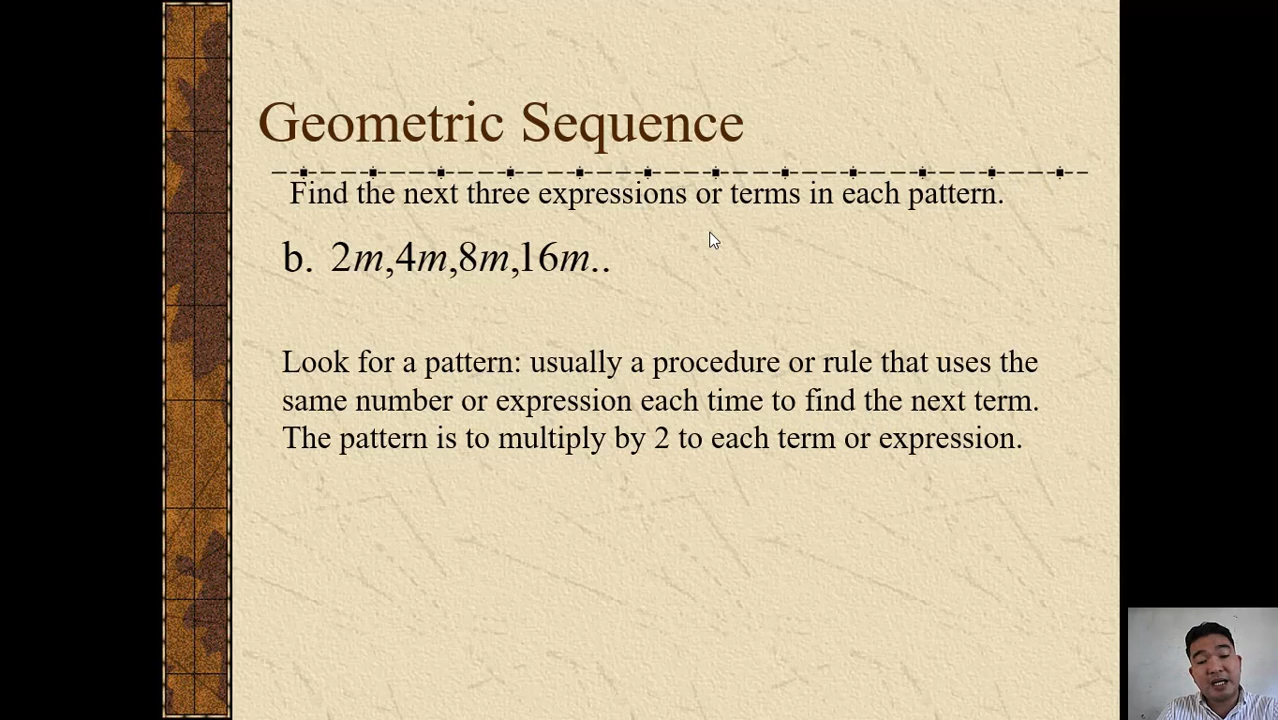 Geometric Sequence
Find the next three expressions or terms in each pattern.
b. 2m,4m,8m,16m..
Look for a pattern: usually a procedure or rule that uses the
same number or expression each time to find the next term.
The pattern is to multiply by 2 to each term or expression.